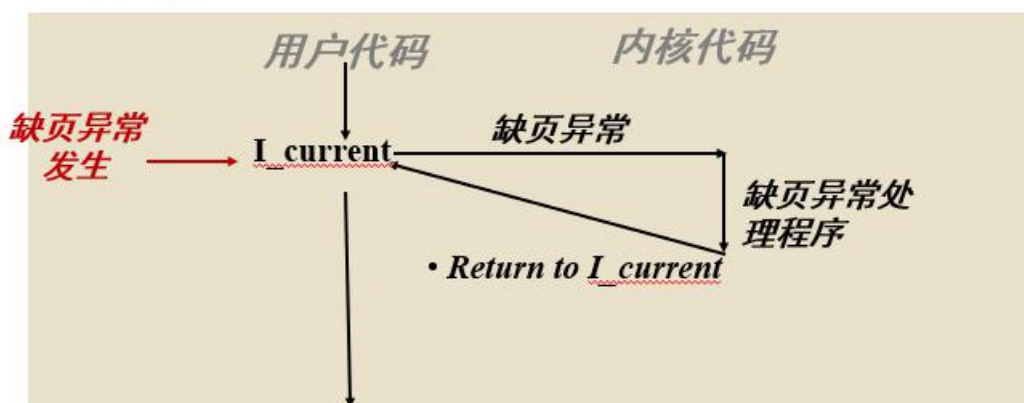 用户代码
内核代码
缺页异常
发生
I_current
缺页异常
缺页异常处
理程序
• Return to I_current